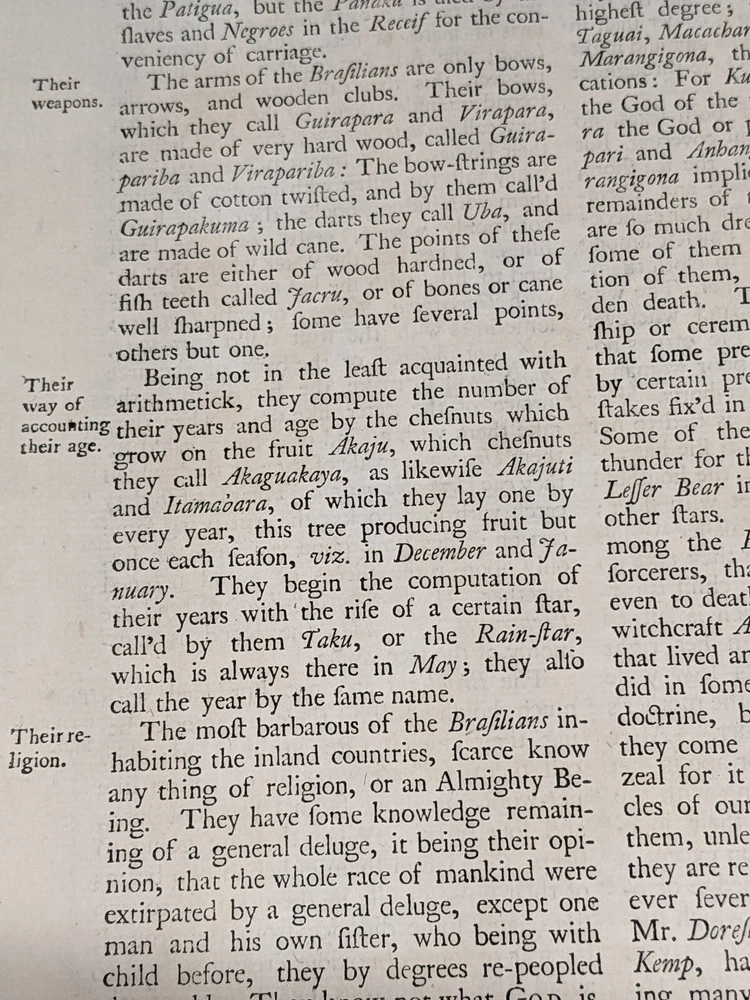 the Patigua, but the Panaku is
ſlaves and Negroes in the Receif for the con-
veniency of carriage.
Their
weapons.
The arms of the Braſilians are only bows,
arrows, and wooden clubs. Their bows,
which they call Guirapara and Virapara,
are made of very hard wood, called Guira-
pariba and Virapariba: The bow-ſtrings are
made of cotton twiſted, and by them call'd
Guirapakuma; the darts they call Uba, and
are made of wild cane. The points of theſe
darts are either of wood hardned, or of
fiſh teeth called Jacru, or of bones or cane
well ſharpned; ſome have ſeveral points,
others but one.
Their
way of
accounting
their age.
Being not in the leaſt acquainted with
arithmetick, they compute the number of
their years and age by the cheſnuts which
grow on the fruit Akaju, which cheſnuts
they call Akaguakaya, as likewiſe Akajuti
and Itamabara, of which they lay one by
every year, this tree producing fruit but
once each ſeaſon, viz. in December and Ja-
nuary. They begin the computation of
their years with the riſe of a certain ſtar,
call'd by them Taku, or the Rain-ſtar,
which is always there in May; they alſo
call the year by the ſame name.
Their re-
ligion.
The moſt barbarous of the Braſilians in-
habiting the inland countries, ſcarce know
any thing of religion, or an Almighty Be-
ing. They have ſome knowledge remain-
ing of a general deluge, it being their opi-
nion, that the whole race of mankind were
extirpated by a general deluge, except one
man and his own ſiſter, who being with
child before, they by degrees re-peopled
They know not what God is
higheſt degree;
Taguai, Macachar
Marangigona, th
cations: For Ku
the God of the
ra the God or
pari and Anhan
rangigona implie
remainders of
are ſo much dre
ſome of them
tion of them,
den death. T
ſhip or cerem
that ſome pre
by certain pre
ſtakes fix'd in
Some of the
thunder for th
Leſſer Bear in
other ſtars.
mong the
ſorcerers, tha
even to deat
witchcraft A
that lived an
did in ſome
doctrine, b
they come
zeal for it
cles of our
them, unle
they are re
ever ſever
Mr. Doreſ
Kemp, ha
ing many